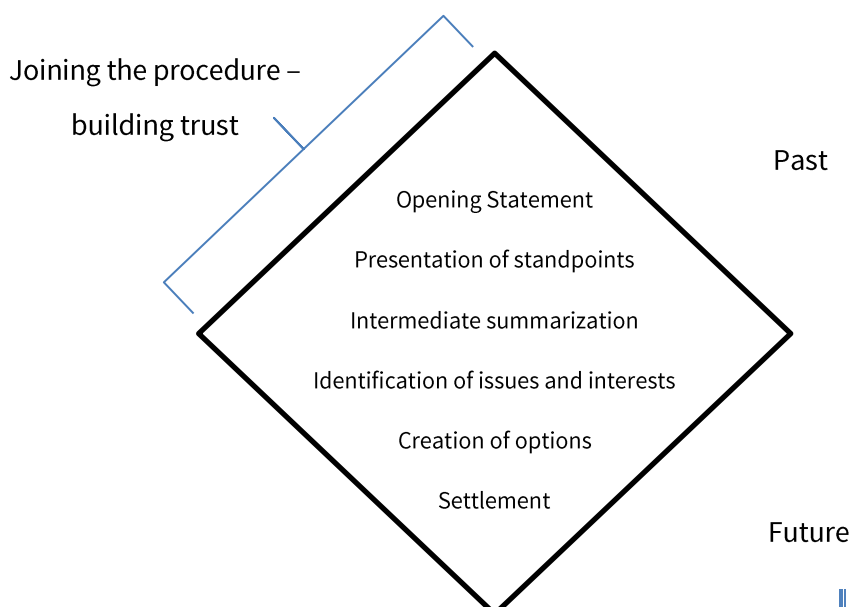 Joining the procedure –
building trust
Past
Opening Statement
Presentation of standpoints
Intermediate summarization
Identification of issues and interests
Creation of options
Settlement
Future